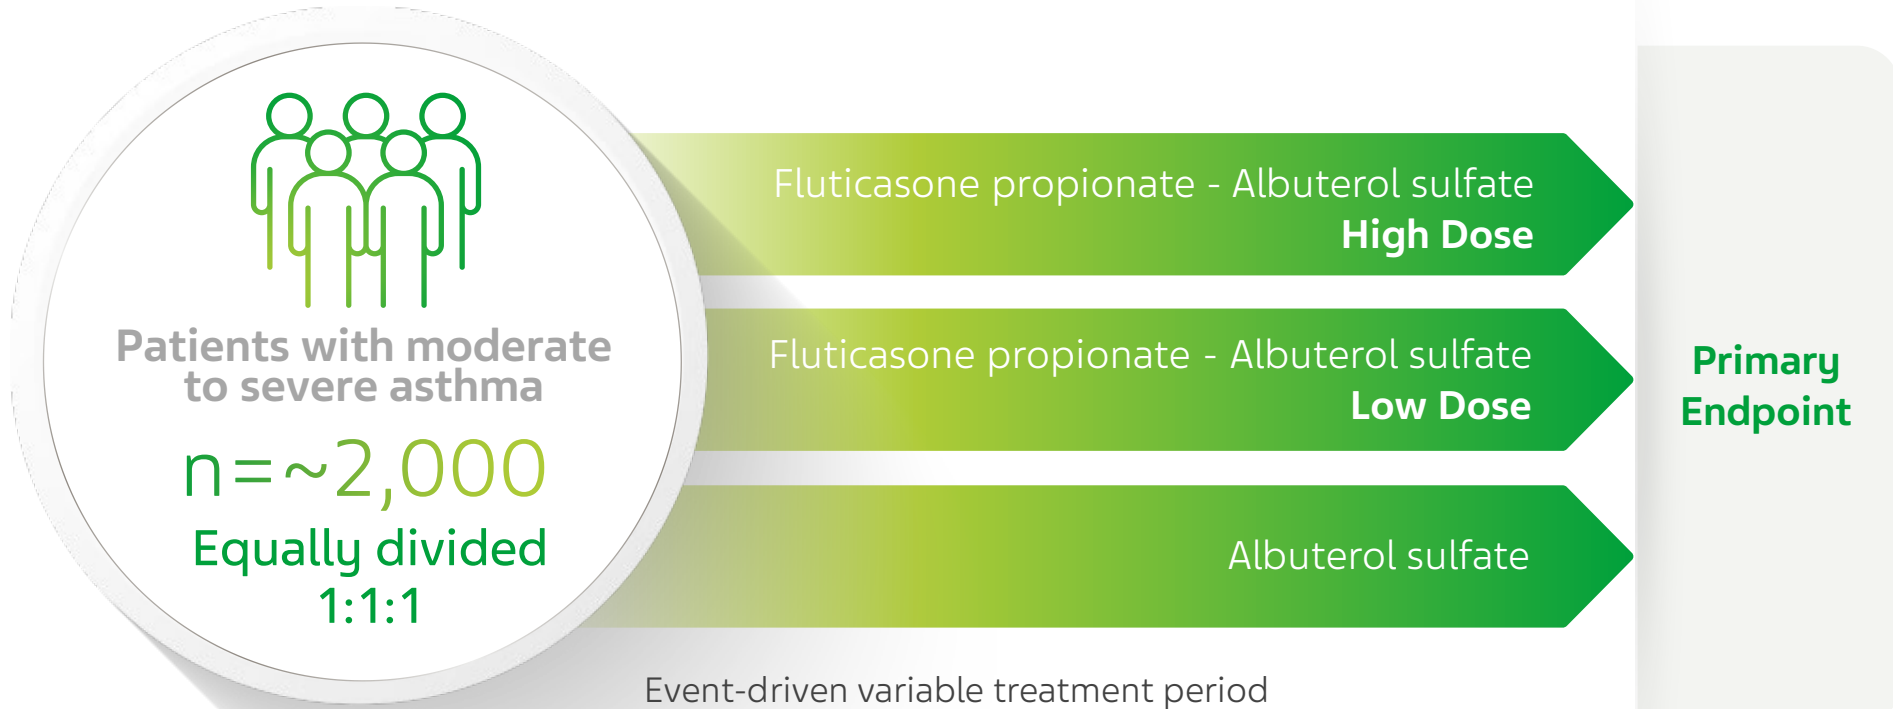 Patients with moderate
to severe asthma
n=~2,000
Equally divided
1:1:1
Fluticasone propionate - Albuterol sulfate
High Dose
Fluticasone propionate - Albuterol sulfate
Low Dose
Albuterol sulfate
Event-driven variable treatment period
Primary
Endpoint